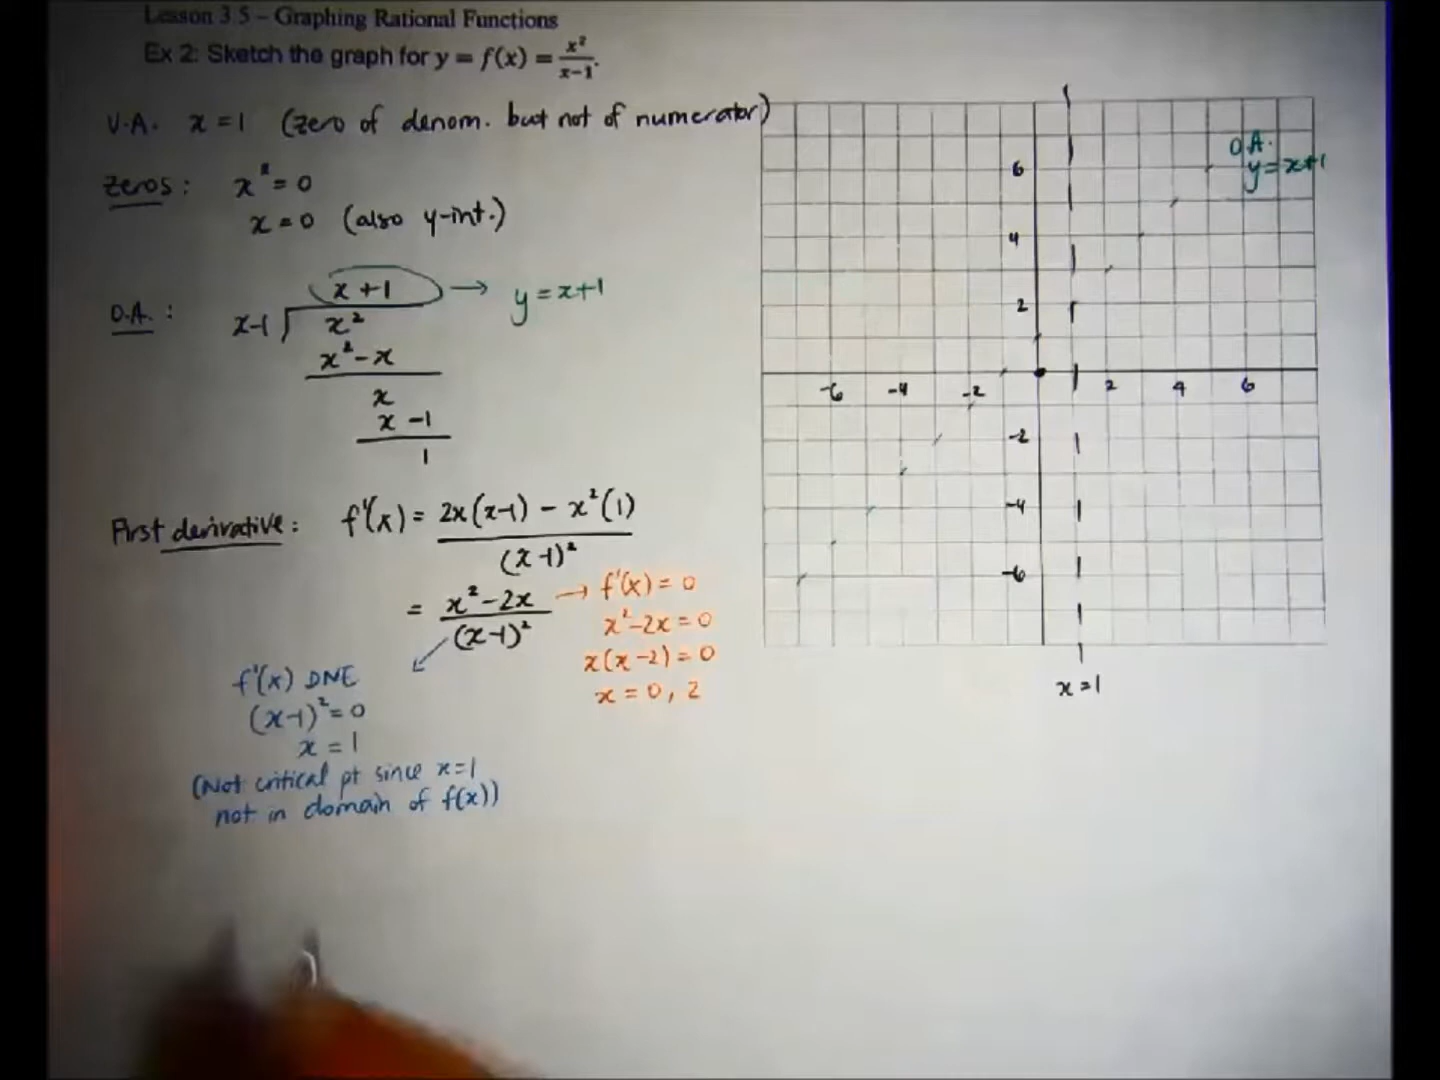 Lesson 3.5 – Graphing Rational Functions
Ex 2: Sketch the graph for y = f(x) = x²/(x−1).
V.A. x = 1 (zero of denom. but not of numerator)
Zeros: x² = 0
x = 0 (also y-int.)
O.A.: x+1 → y = x+1
x-1 x²
x² - x
x
x - 1
1
First derivative: f'(x) = 2x(x-1) - x²(1)
(x-1)²
= x² - 2x → f'(x) = 0
(x-1)² x² - 2x = 0
x(x-2) = 0
x = 0, 2
f'(x) DNE
(x-1)² = 0
x = 1
(Not critical pt since x=1
not in domain of f(x))
O.A.
y = x+1
6
4
2
-6 -4 -2 2 4 6
-2
-4
-6
x = 1